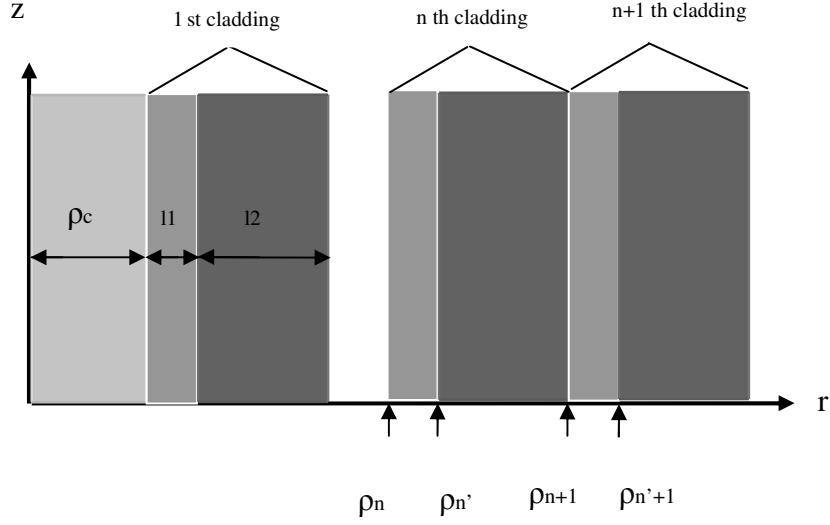 z
1 st cladding
n th cladding
n+1 th cladding
ρc
l1
l2
r
ρn
ρn'
ρn+1
ρn'+1